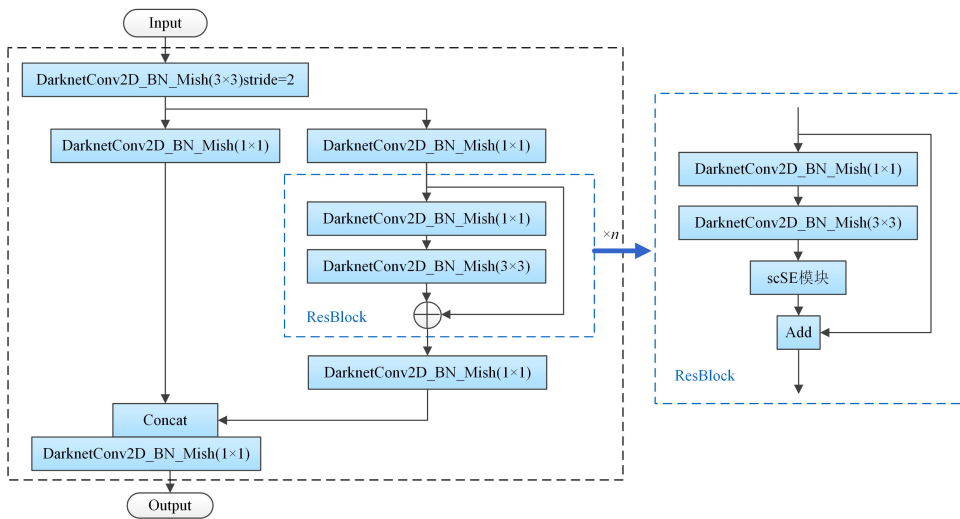 Input
DarknetConv2D_BN_Mish(3×3)stride=2
DarknetConv2D_BN_Mish(1×1)
DarknetConv2D_BN_Mish(1×1)
DarknetConv2D_BN_Mish(1×1)
DarknetConv2D_BN_Mish(3×3)
ResBlock
DarknetConv2D_BN_Mish(1×1)
Concat
DarknetConv2D_BN_Mish(1×1)
Output
×n
DarknetConv2D_BN_Mish(1×1)
DarknetConv2D_BN_Mish(3×3)
scSE模块
Add
ResBlock